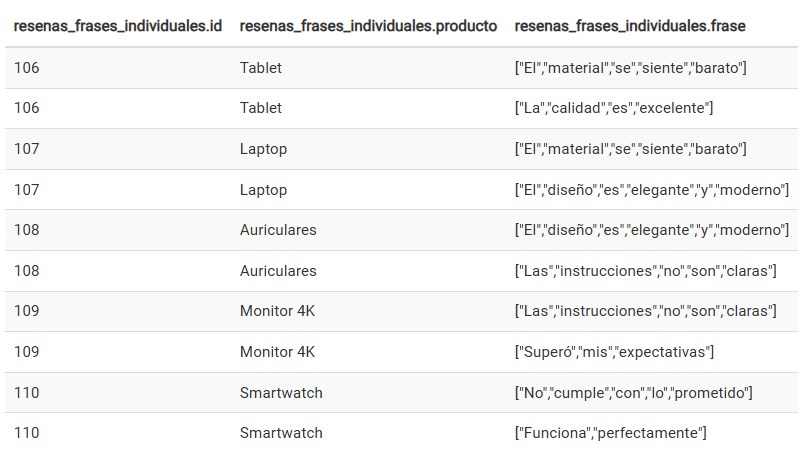 resenas_frases_individuales.id resenas_frases_individuales.producto resenas_frases_individuales.frase
106 Tablet ["El","material","se","siente","barato"]
106 Tablet ["La","calidad","es","excelente"]
107 Laptop ["El","material","se","siente","barato"]
107 Laptop ["El","diseño","es","elegante","y","moderno"]
108 Auriculares ["El","diseño","es","elegante","y","moderno"]
108 Auriculares ["Las","instrucciones","no","son","claras"]
109 Monitor 4K ["Las","instrucciones","no","son","claras"]
109 Monitor 4K ["Superó","mis","expectativas"]
110 Smartwatch ["No","cumple","con","lo","prometido"]
110 Smartwatch ["Funciona","perfectamente"]